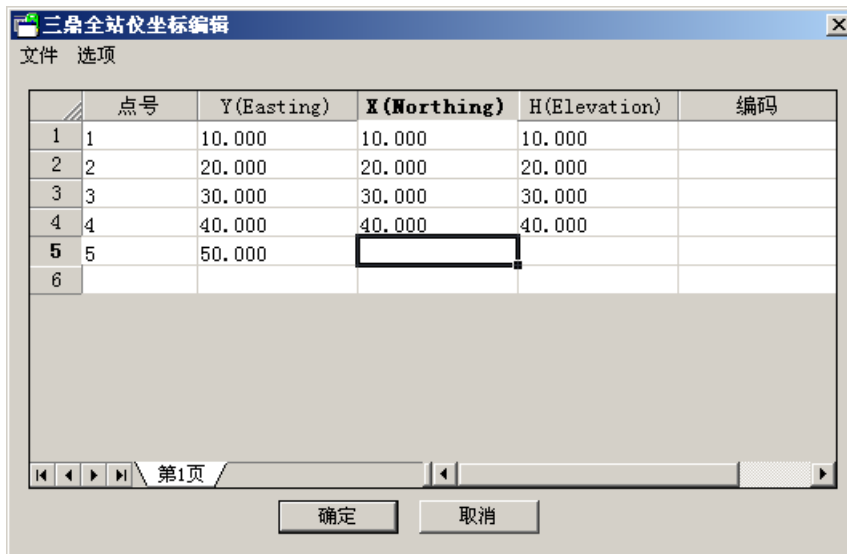 三鼎全站仪坐标编辑
文件 选项
点号 Y(Easting) X(Northing) H(Elevation) 编码
1 1 10.000 10.000 10.000
2 2 20.000 20.000 20.000
3 3 30.000 30.000 30.000
4 4 40.000 40.000 40.000
5 5 50.000
6
第1页
确定 取消